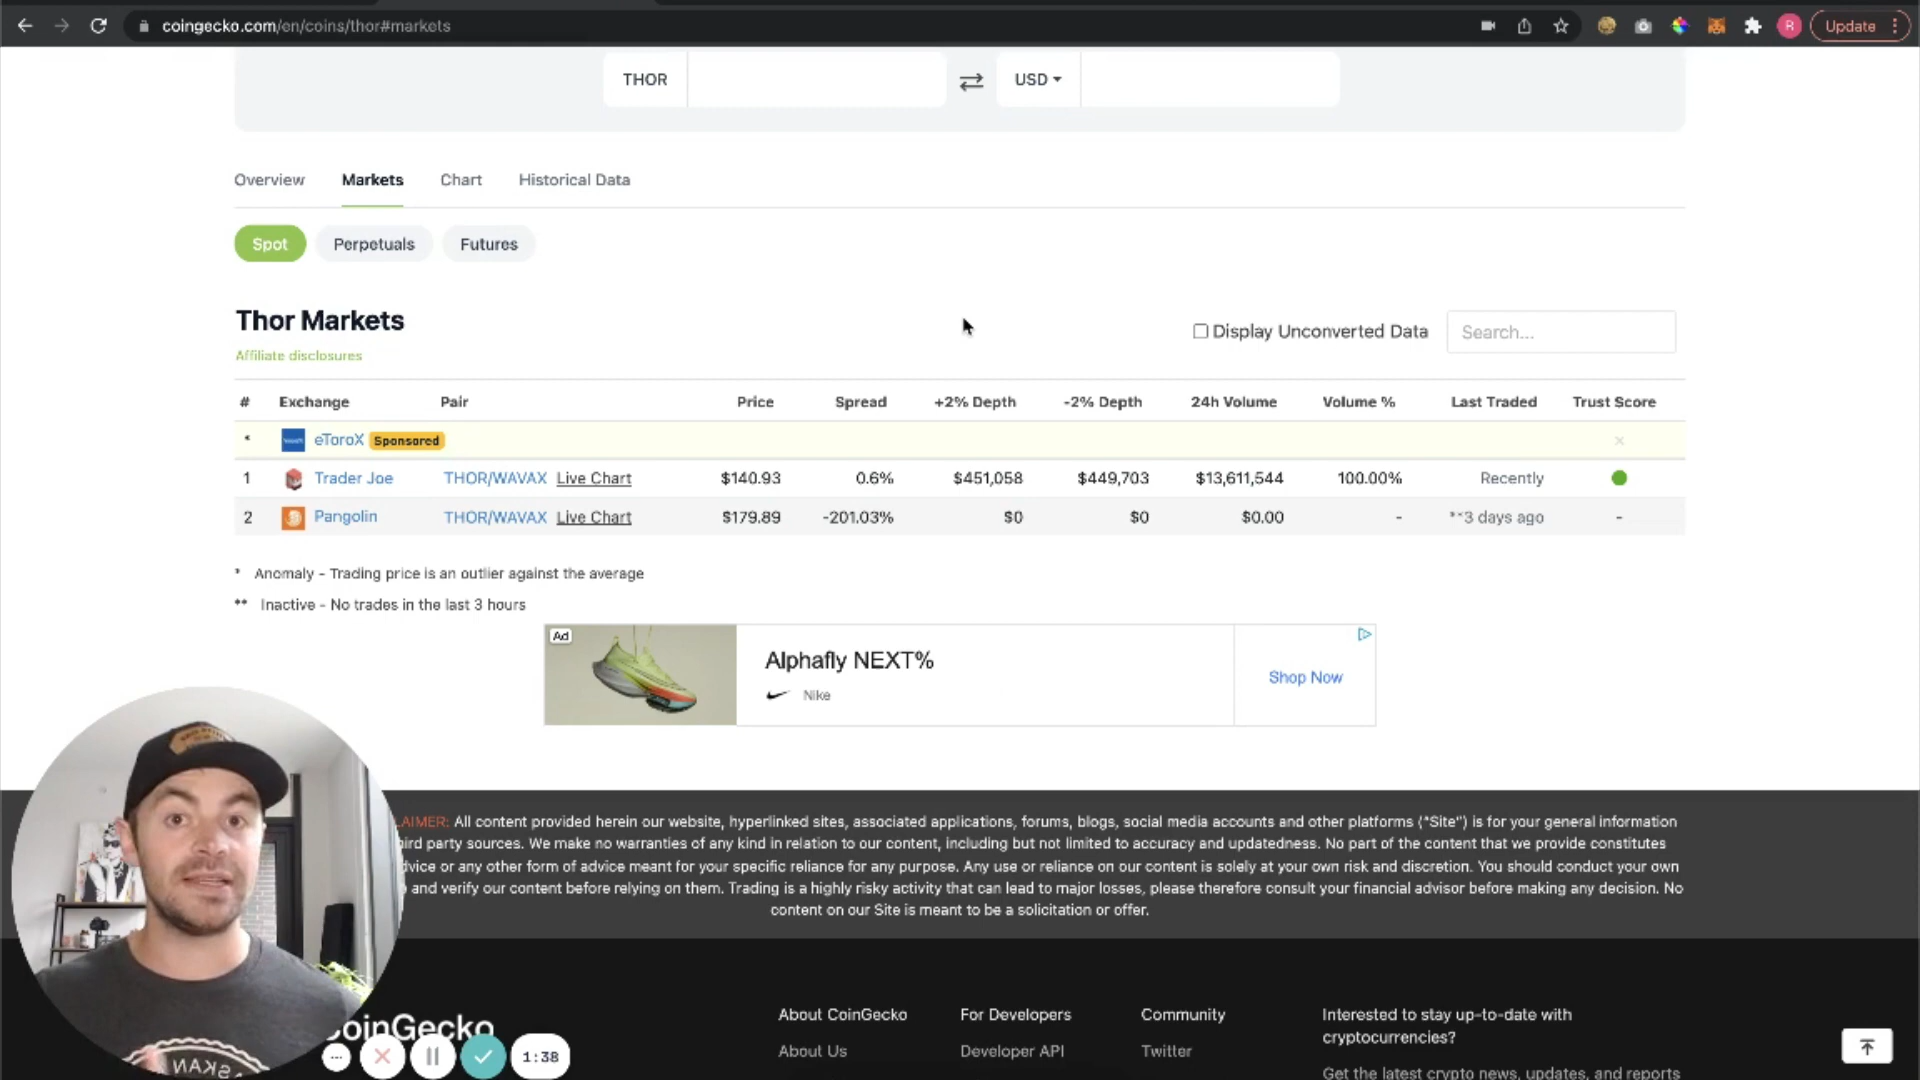 coingecko.com/en/coins/thor#markets
Update
THOR
USD
Overview
Markets
Chart
Historical Data
Spot
Perpetuals
Futures
Thor Markets
Affiliate disclosures
Display Unconverted Data
Search...
# Exchange Pair Price Spread +2% Depth -2% Depth 24h Volume Volume % Last Traded Trust Score
* eToroX Sponsored ×
1 Trader Joe THOR/WAVAX Live Chart $140.93 0.6% $451,058 $449,703 $13,611,544 100.00% Recently
2 Pangolin THOR/WAVAX Live Chart $179.89 -201.03% $0 $0 $0.00 - **3 days ago -
* Anomaly - Trading price is an outlier against the average
** Inactive - No trades in the last 3 hours
Ad
Alphafly NEXT%
Nike
Shop Now
LAIMER: All content provided herein our website, hyperlinked sites, associated applications, forums, blogs, social media accounts and other platforms ("Site") is for your general information
ird party sources. We make no warranties of any kind in relation to our content, including but not limited to accuracy and updatedness. No part of the content that we provide constitutes
dvice or any other form of advice meant for your specific reliance for any purpose. Any use or reliance on our content is solely at your own risk and discretion. You should conduct your own
and verify our content before relying on them. Trading is a highly risky activity that can lead to major losses, please therefore consult your financial advisor before making any decision. No
content on our Site is meant to be a solicitation or offer.
oinGecko
About CoinGecko
For Developers
Community
Interested to stay up-to-date with
cryptocurrencies?
About Us
Developer API
Twitter
Get the latest crypto news, updates, and reports
1:38